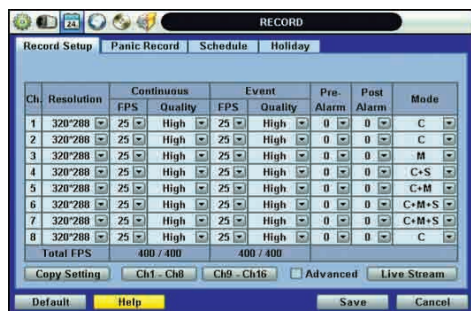 24
RECORD
Record Setup Panic Record Schedule Holiday
Ch. Resolution Continuous Event Pre-Alarm Post Alarm Mode
FPS Quality FPS Quality
1 320*288 25 High 25 High 0 0 C
2 320*288 25 High 25 High 0 0 C
3 320*288 25 High 25 High 0 0 M
4 320*288 25 High 25 High 0 0 C+S
5 320*288 25 High 25 High 0 0 C+M
6 320*288 25 High 25 High 0 0 C+M+S
7 320*288 25 High 25 High 0 0 C+M+S
8 320*288 25 High 25 High 0 0 C
Total FPS 400 / 400 400 / 400
Copy Setting Ch1 - Ch8 Ch9 - Ch16 Advanced Live Stream
Default Help Save Cancel